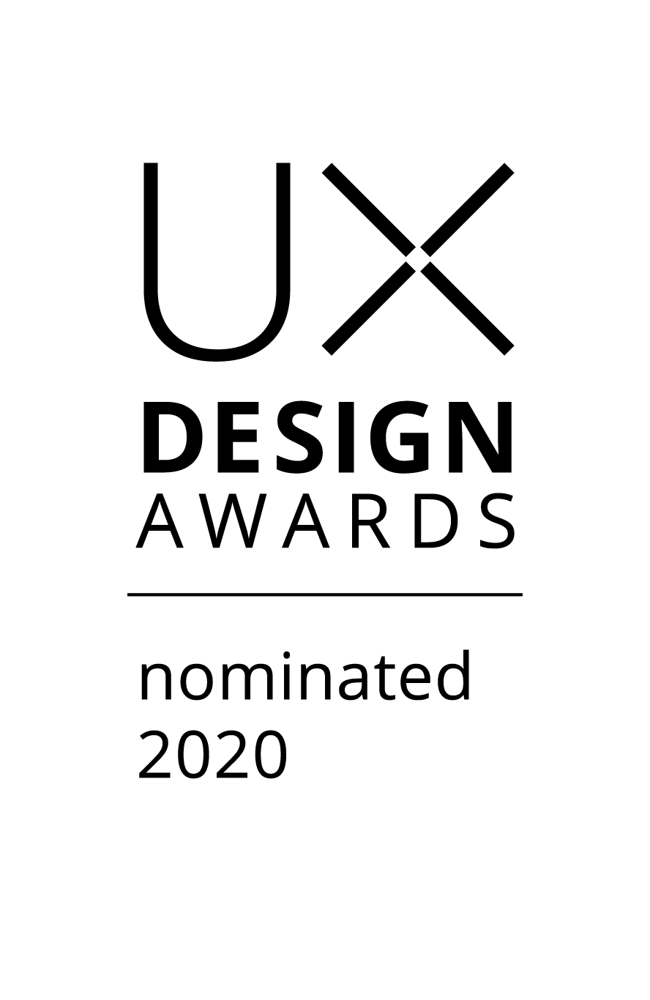 UX
DESIGN
AWARDS
nominated
2020